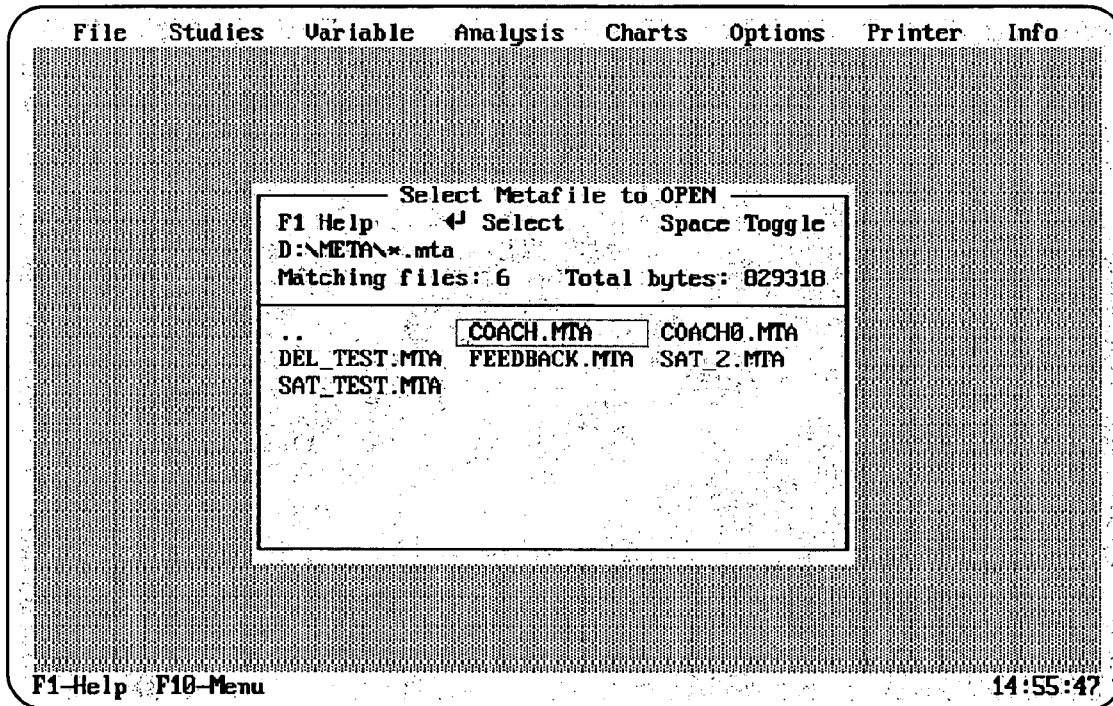 File Studies Variable Analysis Charts Options Printer Info
Select Metafile to OPEN
F1 Help ↵ Select Space Toggle
D:\META\*.mta
Matching files: 6 Total bytes: 829318
.. COACH.MTA COACH0.MTA
DEL_TEST.MTA FEEDBACK.MTA SAT_2.MTA
SAT_TEST.MTA
F1-Help F10-Menu 14:55:47